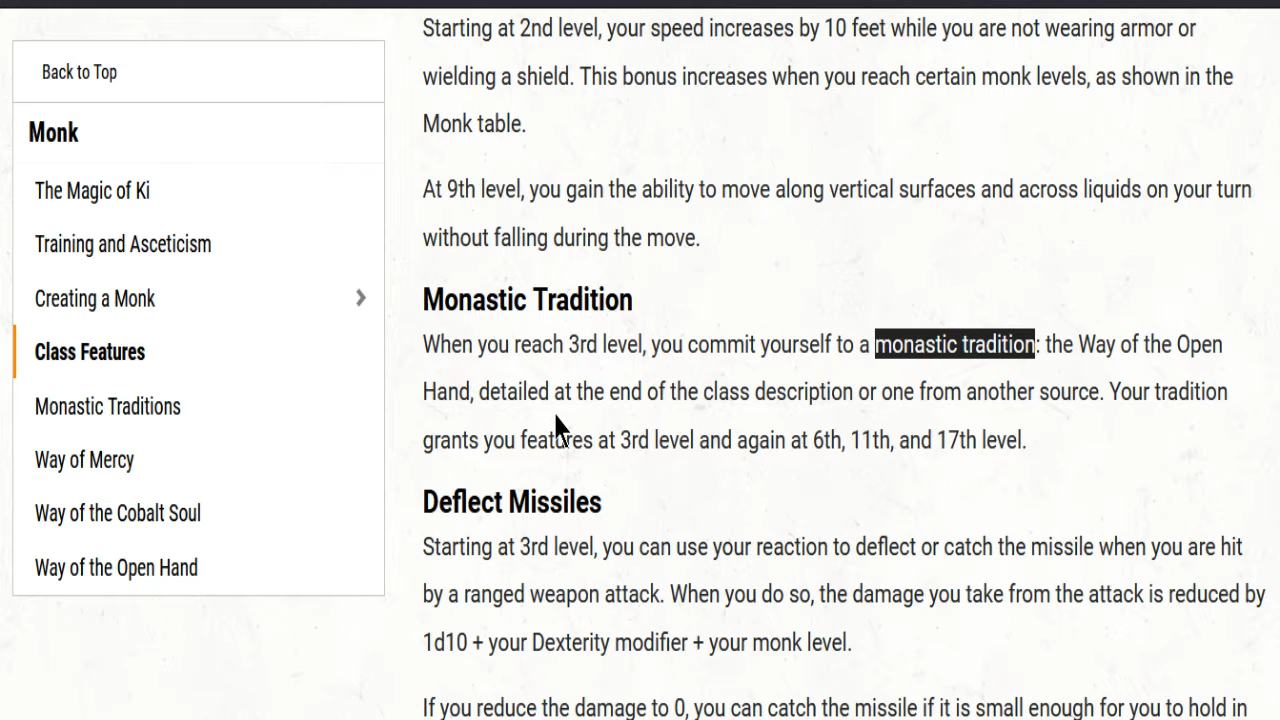 Back to Top
Monk
The Magic of Ki
Training and Asceticism
Creating a Monk
Class Features
Monastic Traditions
Way of Mercy
Way of the Cobalt Soul
Way of the Open Hand
Starting at 2nd level, your speed increases by 10 feet while you are not wearing armor or
wielding a shield. This bonus increases when you reach certain monk levels, as shown in the
Monk table.
At 9th level, you gain the ability to move along vertical surfaces and across liquids on your turn
without falling during the move.
Monastic Tradition
When you reach 3rd level, you commit yourself to a monastic tradition: the Way of the Open
Hand, detailed at the end of the class description or one from another source. Your tradition
grants you features at 3rd level and again at 6th, 11th, and 17th level.
Deflect Missiles
Starting at 3rd level, you can use your reaction to deflect or catch the missile when you are hit
by a ranged weapon attack. When you do so, the damage you take from the attack is reduced by
1d10 + your Dexterity modifier + your monk level.
If you reduce the damage to 0, you can catch the missile if it is small enough for you to hold in